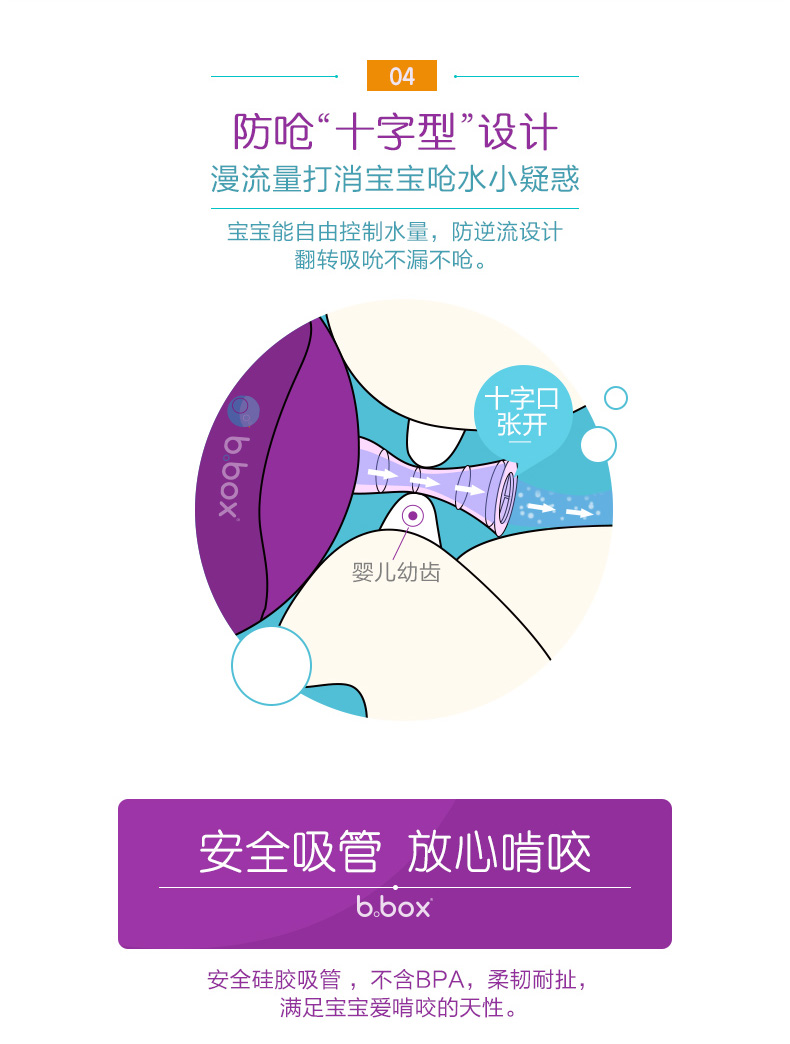 04
防呛“十字型”设计
漫流量打消宝宝呛水小疑惑
宝宝能自由控制水量，防逆流设计
翻转吸吮不漏不呛。
十字口
张开
b.box
婴儿幼齿
安全吸管 放心啃咬
b.box
安全硅胶吸管，不含BPA，柔韧耐扯，
满足宝宝爱啃咬的天性。